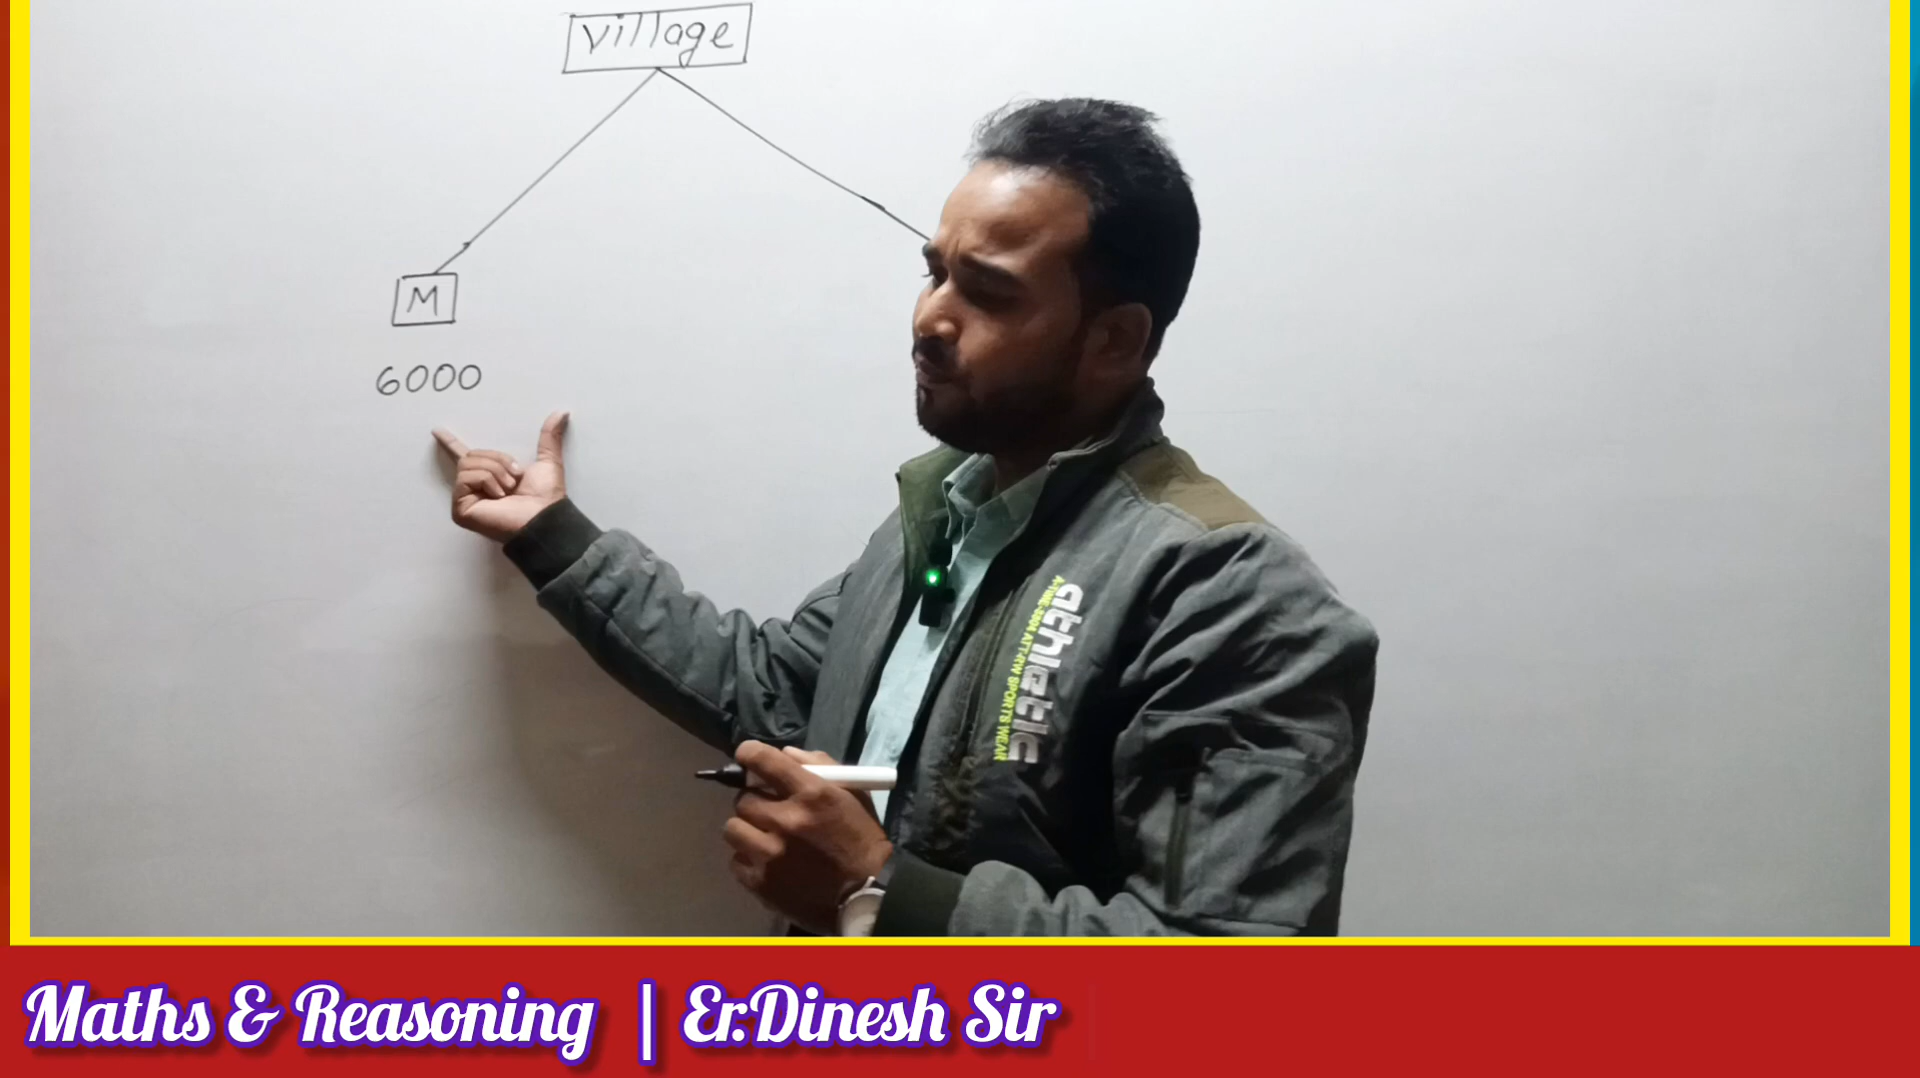 village
M
6000
athletic
Maths & Reasoning | Er.Dinesh Sir